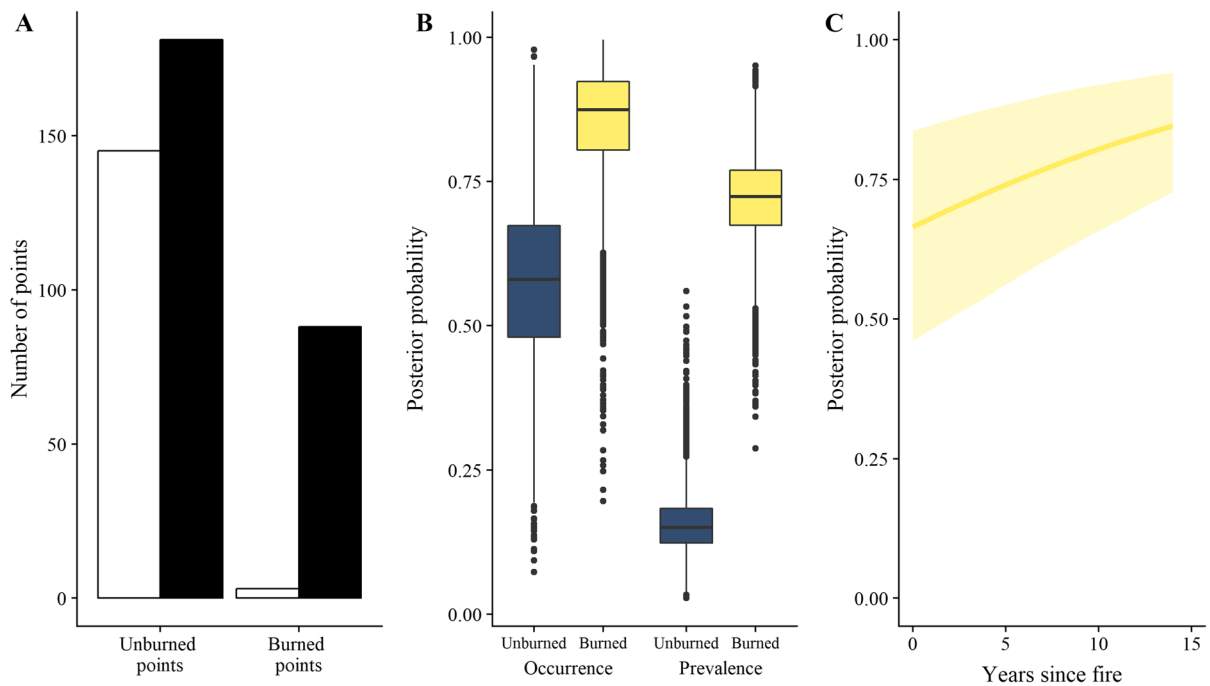 A
Number of points
150
100
50
0
Unburned
points
Burned
points
B
Posterior probability
1.00
0.75
0.50
0.25
0.00
Unburned Burned Unburned Burned
Occurrence Prevalence
C
Posterior probability
1.00
0.75
0.50
0.25
0.00
0 5 10 15
Years since fire